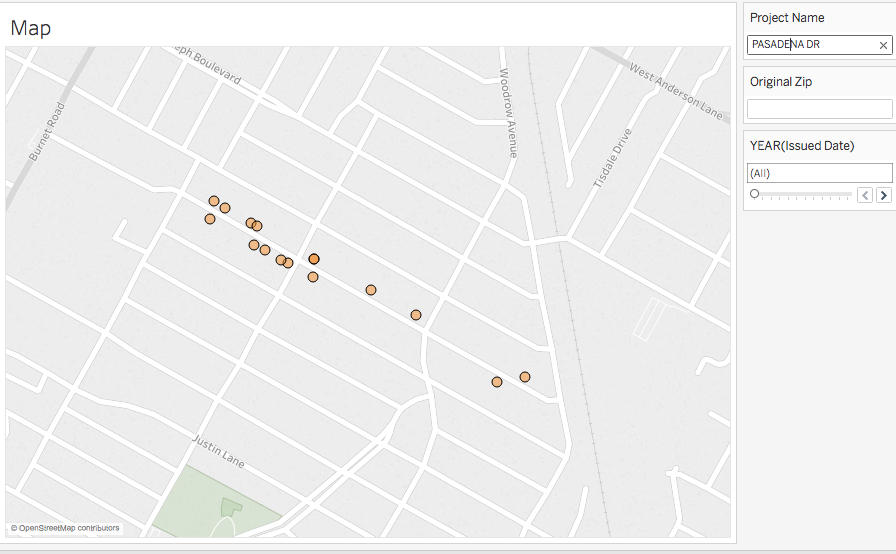 Map
ph Boulevard
Burnet Road
Woodrow Avenue
West Anderson Lane
Tisdale Drive
Justin Lane
© OpenStreetMap contributors
Project Name
PASADENA DR
Original Zip
YEAR(Issued Date)
(All)